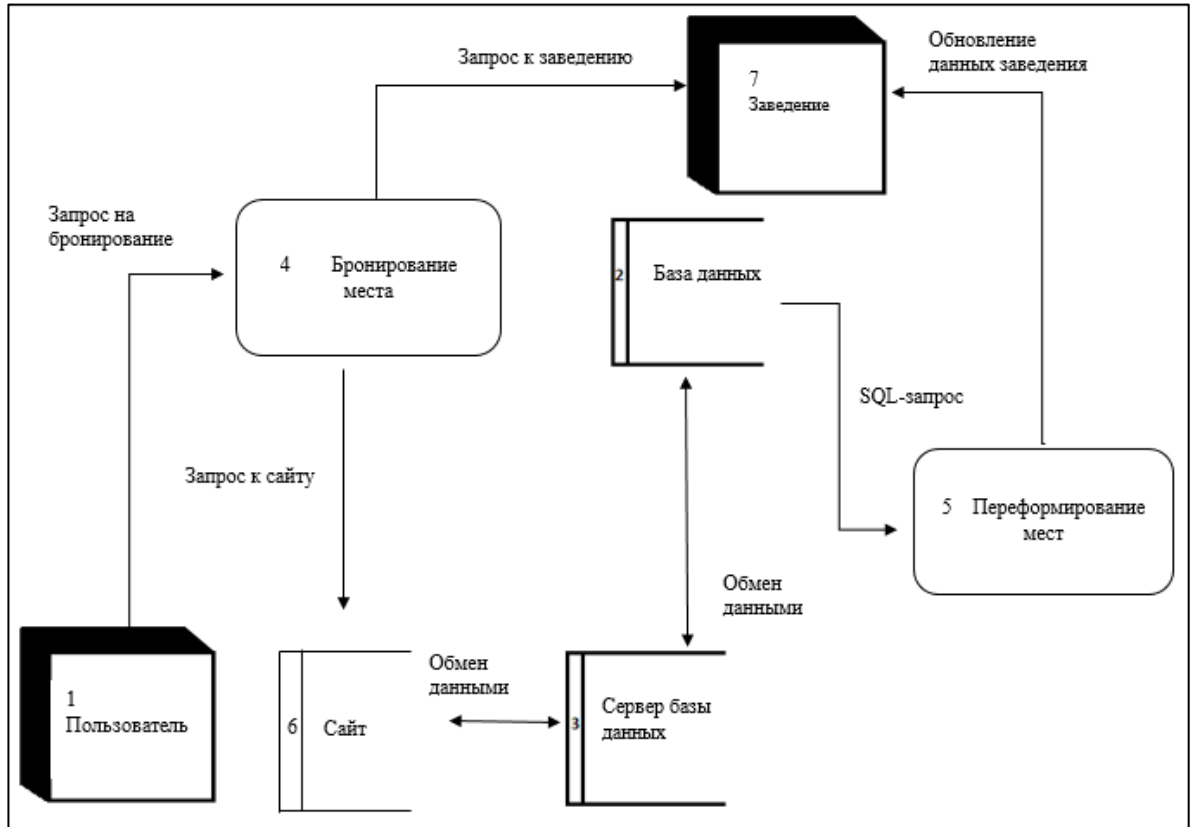 Запрос к заведению
Обновление
данных заведения
7
Заведение
Запрос на
бронирование
4 Бронирование
места
2
База данных
SQL-запрос
Запрос к сайту
5 Переформирование
мест
Обмен
данными
1
Пользователь
6 Сайт
Обмен
данными
3
Сервер базы
данных